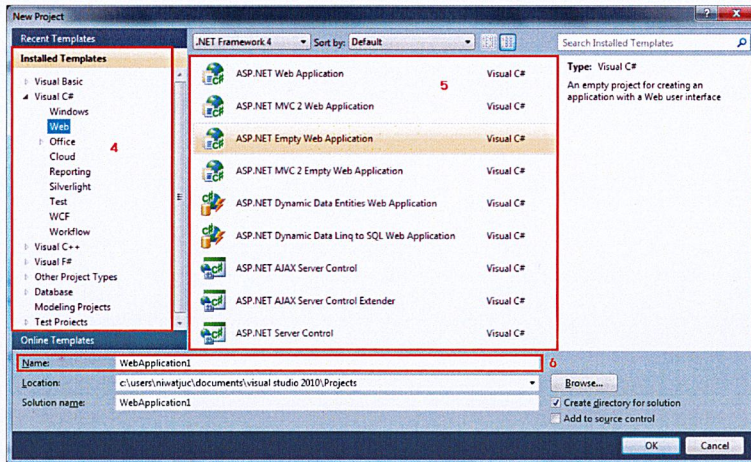 New Project
Recent Templates
.NET Framework 4
Sort by: Default
Search Installed Templates
Installed Templates
Visual Basic
Visual C#
Windows
Web
Office
Cloud
Reporting
Silverlight
Test
WCF
Workflow
Visual C++
Visual F#
Other Project Types
Database
Modeling Projects
Test Projects
4
Online Templates
ASP.NET Web Application Visual C#
5
ASP.NET MVC 2 Web Application Visual C#
ASP.NET Empty Web Application Visual C#
ASP.NET MVC 2 Empty Web Application Visual C#
ASP.NET Dynamic Data Entities Web Application Visual C#
ASP.NET Dynamic Data Linq to SQL Web Application Visual C#
ASP.NET AJAX Server Control Visual C#
ASP.NET AJAX Server Control Extender Visual C#
ASP.NET Server Control Visual C#
Type: Visual C#
An empty project for creating an
application with a Web user interface
Name: WebApplication1
6
Location: c:\users\niwatjuc\documents\visual studio 2010\Projects
Browse...
Solution name: WebApplication1
Create directory for solution
Add to source control
OK Cancel